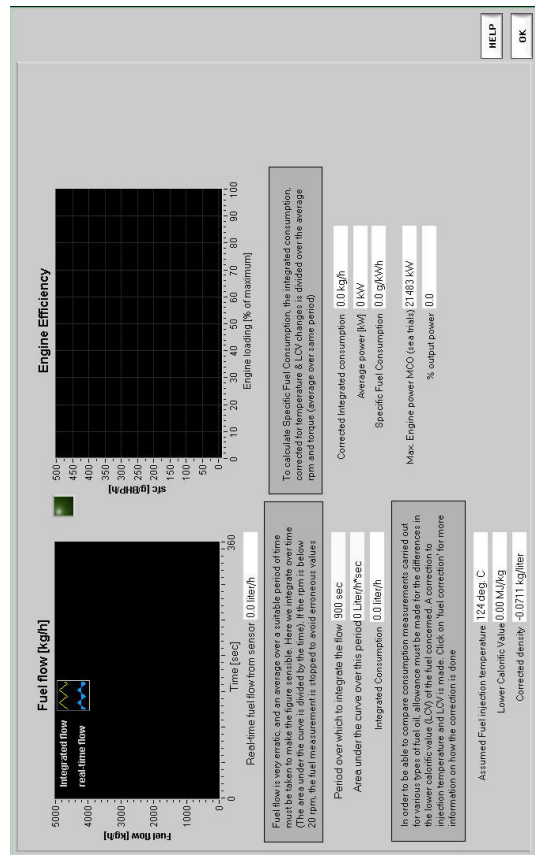 Fuel flow [kg/h]
Integrated flow
real-time flow
5000
4000
3000
2000
1000
0
Fuel flow [kg/h]
0
360
Time [sec]
Real-time fuel flow from sensor 0.0 liter/h
Fuel flow is very erratic, and an average over a suitable period of time
must be taken to make the figure sensible. Here we integrate over time
(The area under the curve is divided by the time). If the rpm is below
20 rpm, the fuel measurement is stopped to avoid erroneous values
Period over which to integrate the flow 900 sec
Area under the curve over this period 0 Liter/h*sec
Integrated Consumption 0.0 liter/h
In order to be able to compare consumption measurements carried out
for various types of fuel oil, allowance must be made for the differences in
the lower calorific value (LCV) of the fuel concerned. A correction to
injection temperature and LCV is made. Click on 'fuel correction' for more
information on how the correction is done
Assumed Fuel injection temperature 124 deg. C
Lower Calorific Value 0.00 MJ/kg
Corrected density -0.0711 kg/liter
Engine Efficiency
500
450
400
350
300
250
200
150
100
50
0
sfc [g/BHP/h]
0 10 20 30 40 50 60 70 80 90 100
Engine loading [% of maximum]
To calculate Specific Fuel Consumption, the integrated consumption,
corrected for temperature & LCV changes is divided over the average
rpm and torque (average over same period)
Corrected Integrated consumption 0.0 kg/h
Average power [kW] 0 kW
Specific Fuel Consumption 0.0 g/kWh
Max. Engine power MCO (sea trials) 21483 kW
% output power 0.0
HELP
OK